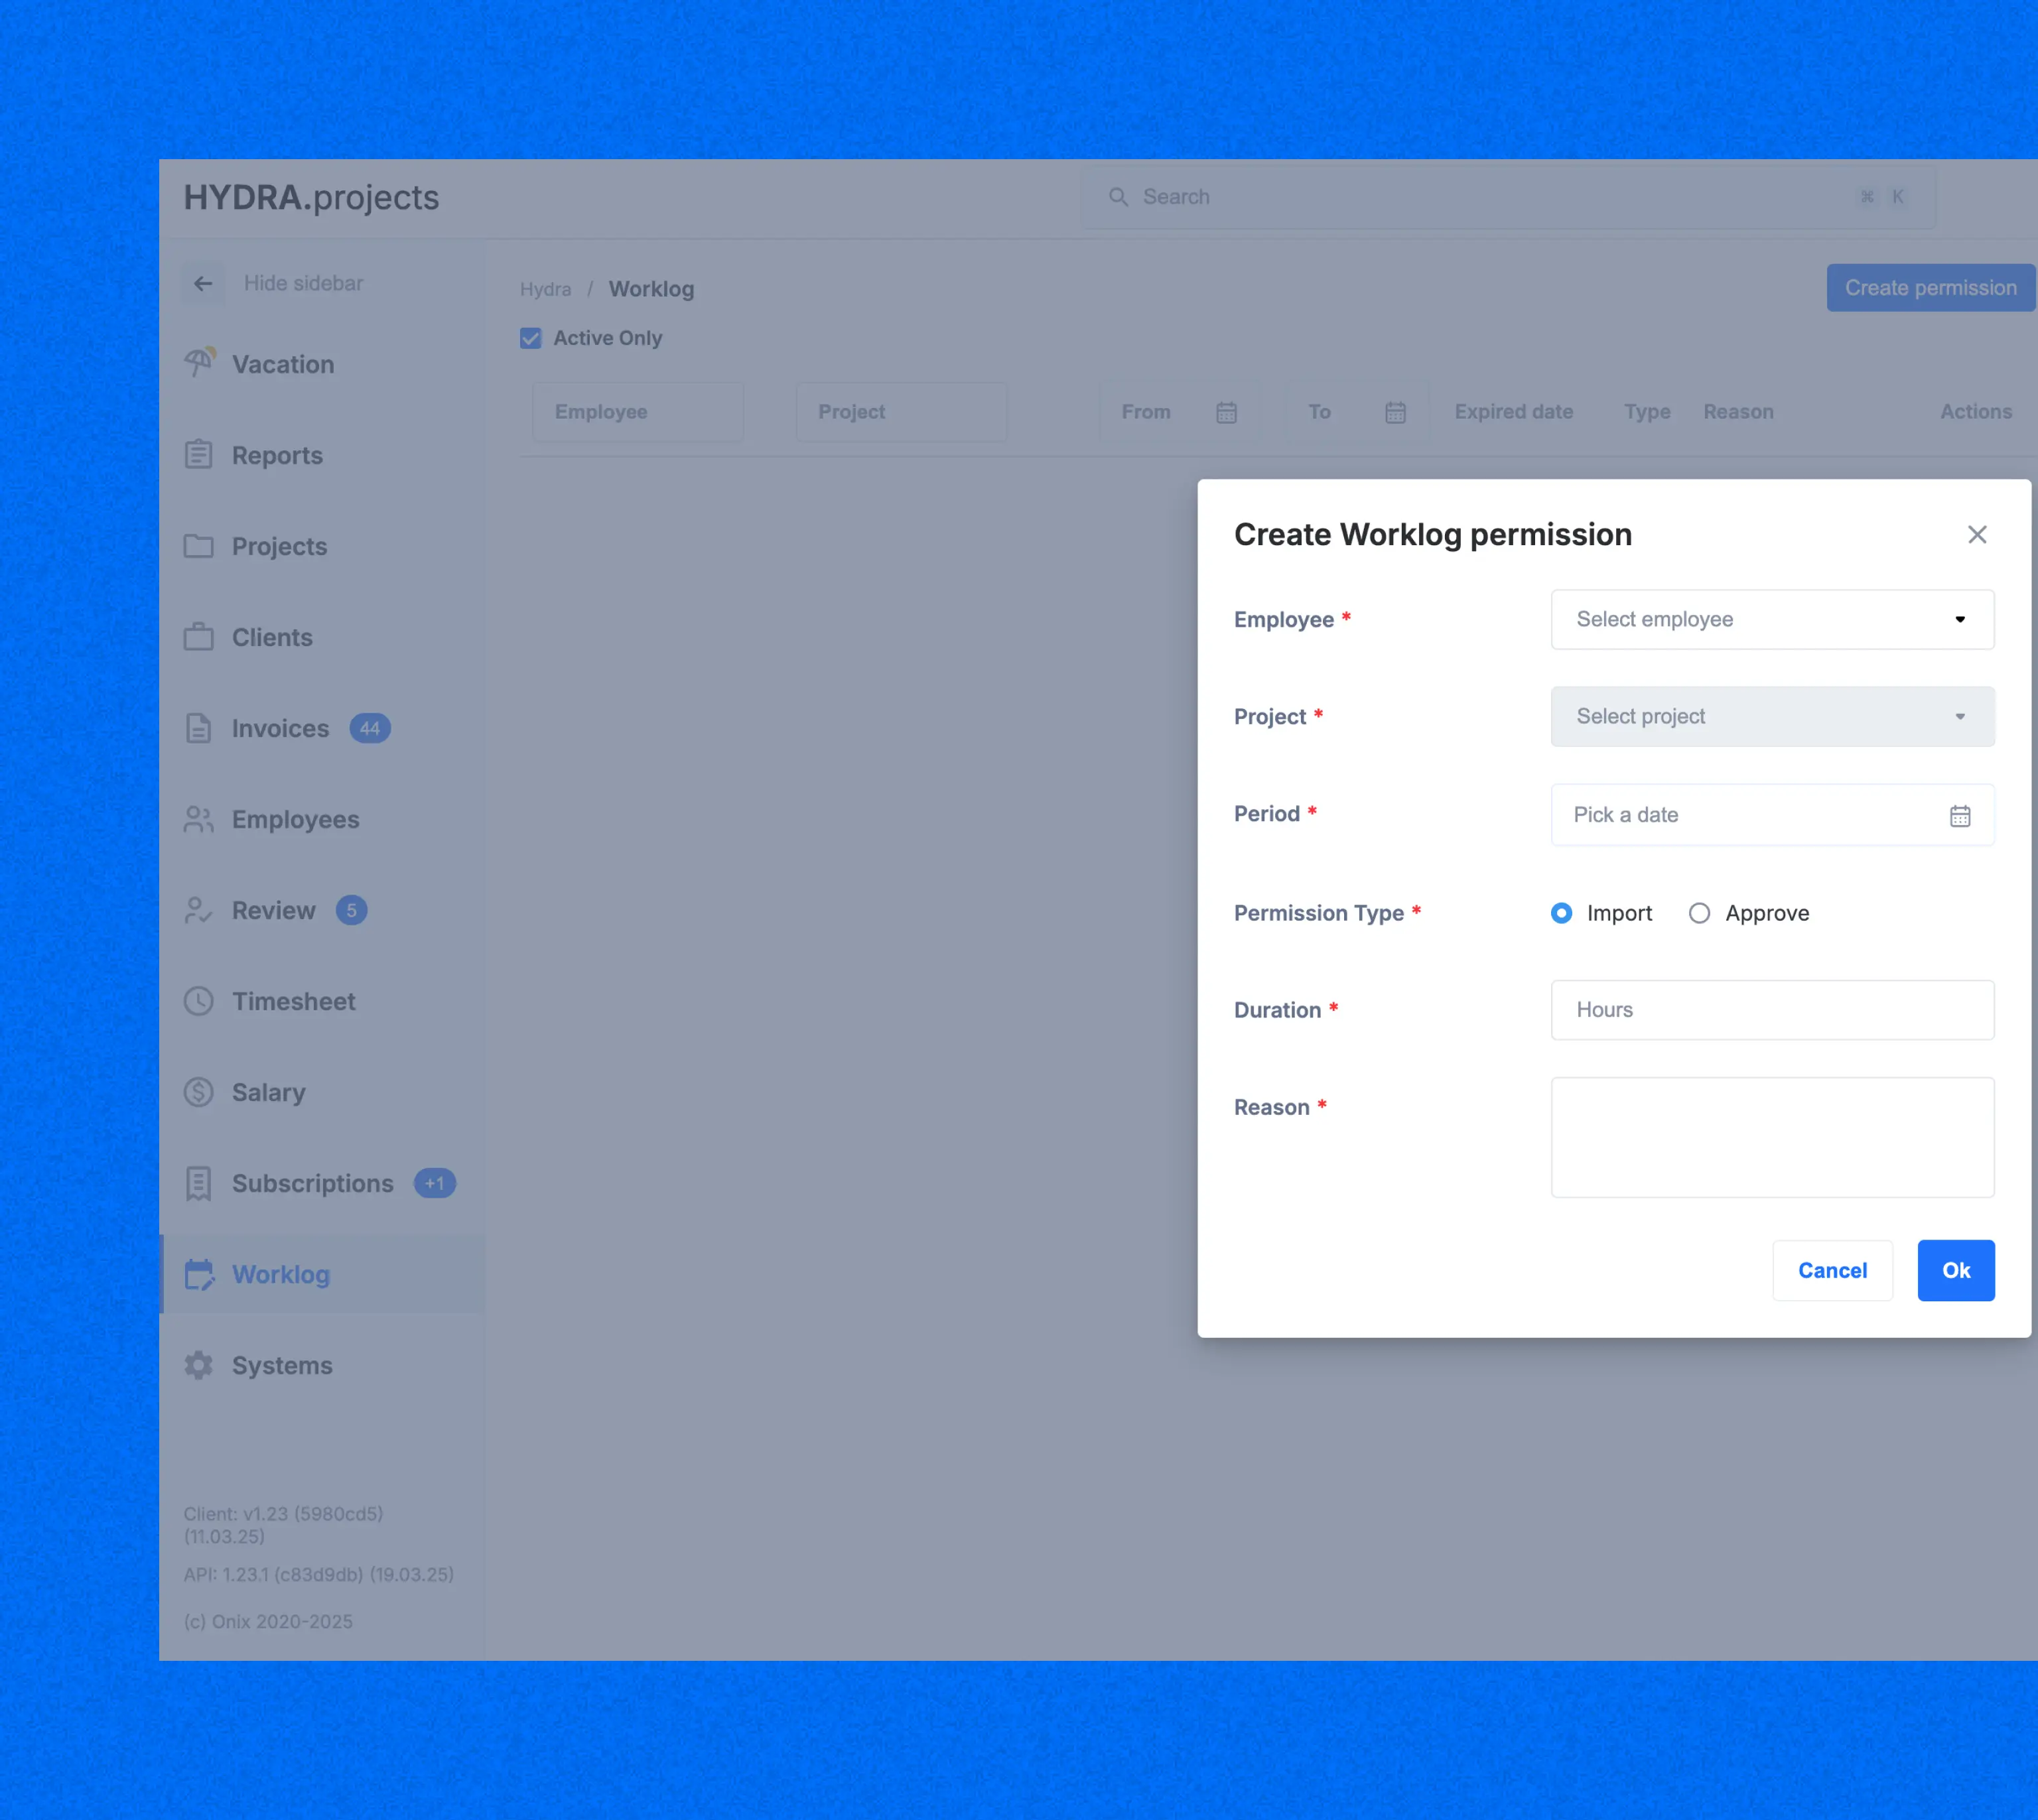 HYDRA.projects
Search ⌘ K
Hide sidebar
Vacation
Reports
Projects
Clients
Invoices 44
Employees
Review 5
Timesheet
Salary
Subscriptions +1
Worklog
Systems
Client: v1.23 (5980cd5)
(11.03.25)
API: 1.23.1 (c83d9db) (19.03.25)
(c) Onix 2020-2025
Hydra / Worklog
Create permission
Active Only
Employee Project From To Expired date Type Reason Actions
Create Worklog permission
Employee * Select employee
Project * Select project
Period * Pick a date
Permission Type * Import Approve
Duration * Hours
Reason *
Cancel Ok